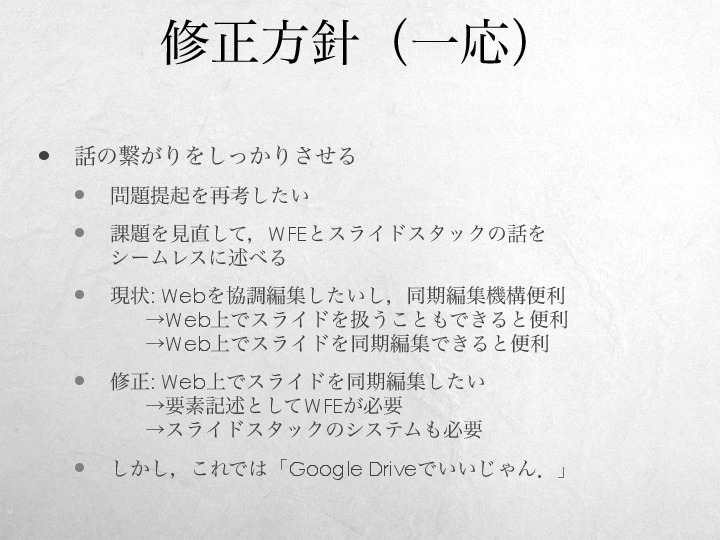 修正方針（一応）
• 話の繋がりをしっかりさせる
• 問題提起を再考したい
• 課題を見直して，WFEとスライドスタックの話を
シームレスに述べる
• 現状: Webを協調編集したいし，同期編集機構便利
→Web上でスライドを扱うこともできると便利
→Web上でスライドを同期編集できると便利
• 修正: Web上でスライドを同期編集したい
→要素記述としてWFEが必要
→スライドスタックのシステムも必要
• しかし，これでは「Google Driveでいいじゃん．」